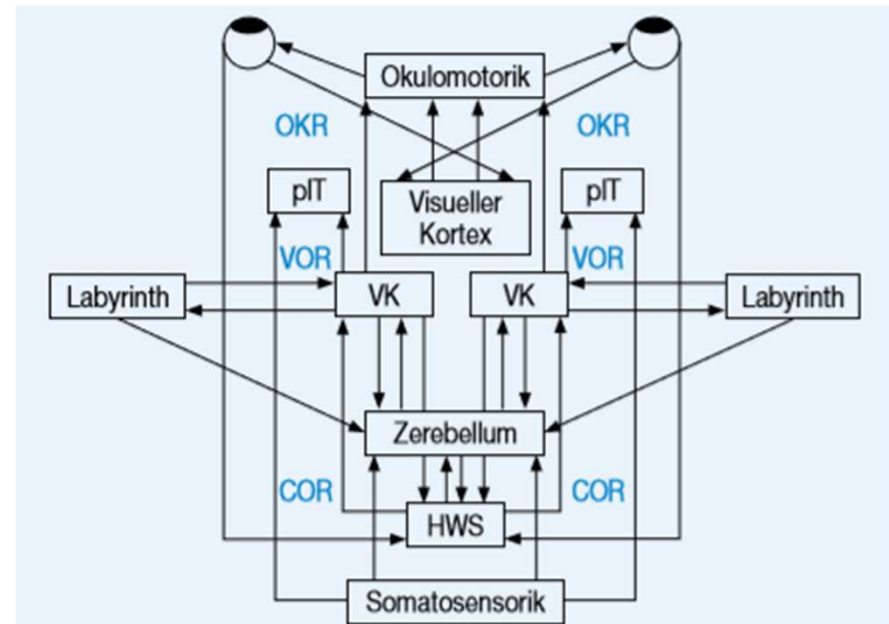 Okulomotorik
OKR
OKR
pIT
Visueller
Kortex
pIT
VOR
VOR
Labyrinth
VK
VK
Labyrinth
Zerebellum
COR
COR
HWS
Somatosensorik